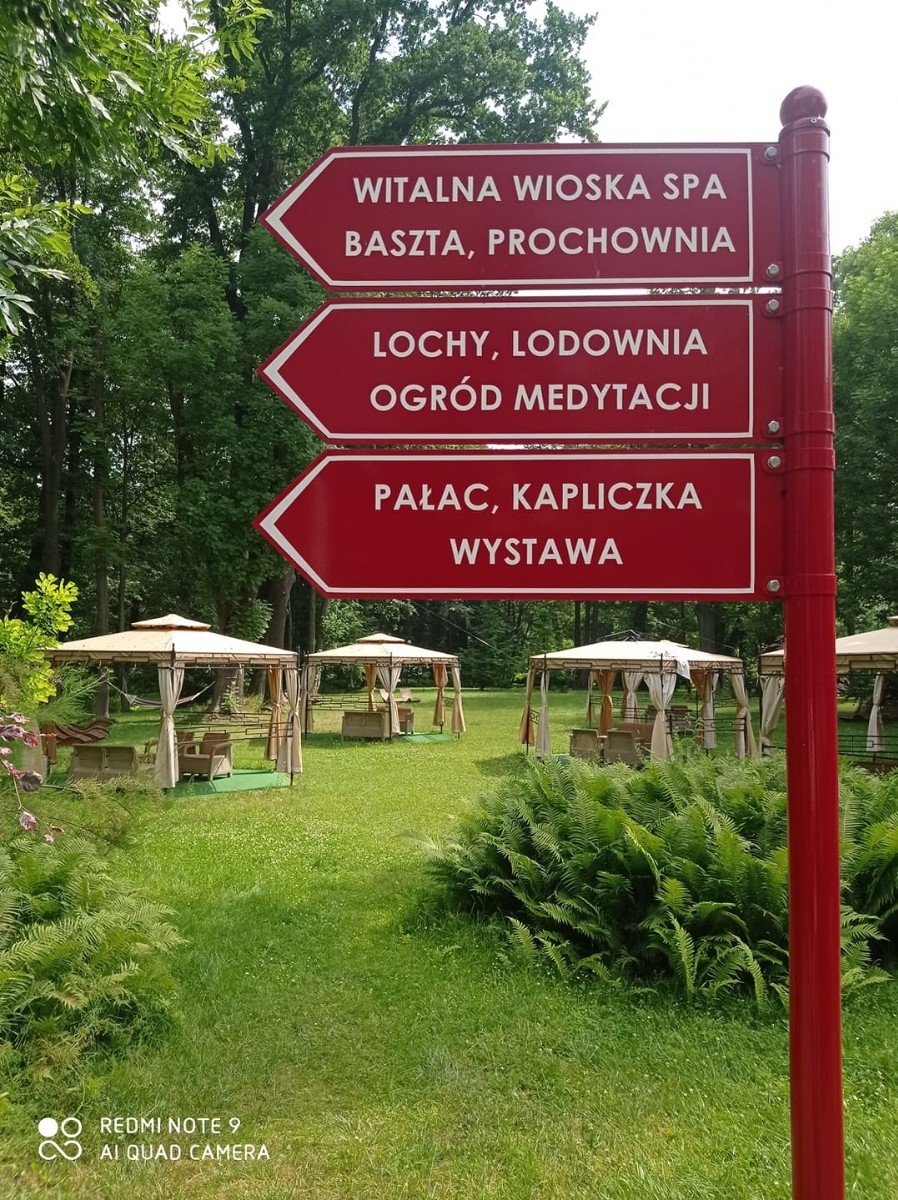 WITALNA WIOSKA SPA
BASZTA, PROCHOWNIA
LOCHY, LODOWNIA
OGRÓD MEDYTACJI
PAŁAC, KAPLICZKA
WYSTAWA
REDMI NOTE 9
AI QUAD CAMERA